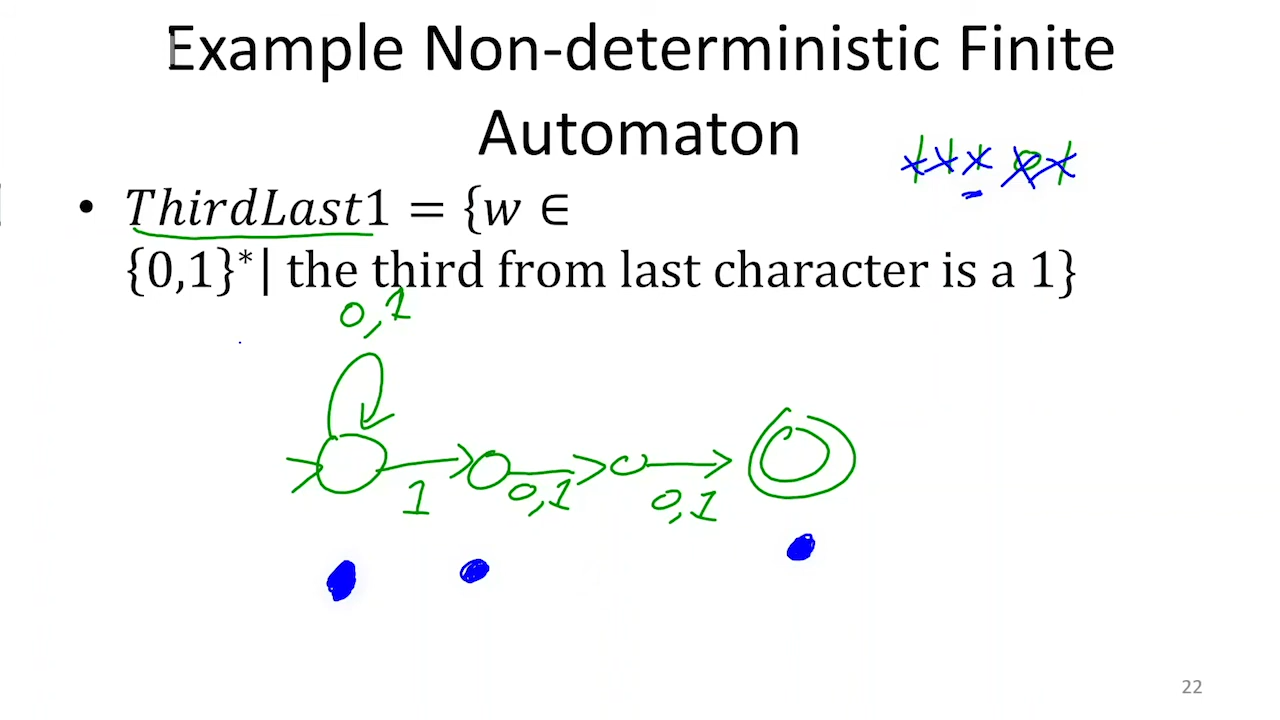 Example Non-deterministic Finite
Automaton
• ThirdLast1 = {w ∈
{0,1}*| the third from last character is a 1}
0,1
1
0,1
0,1
22